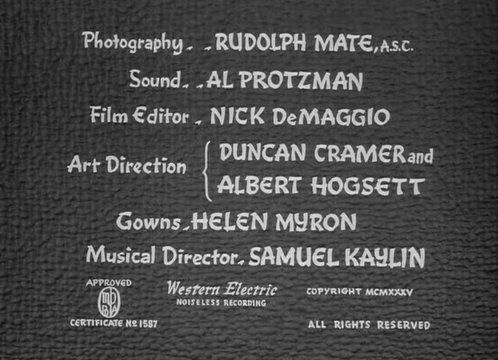 Photography - - RUDOLPH MATE, A.S.C.
Sound - - AL PROTZMAN
Film Editor - NICK DeMAGGIO
Art Direction { DUNCAN CRAMER and
ALBERT HOGSETT
Gowns - HELEN MYRON
Musical Director - SAMUEL KAYLIN
APPROVED
MPPDA
CERTIFICATE No 1587
Western Electric
NOISELESS RECORDING
COPYRIGHT MCMXXXV
ALL RIGHTS RESERVED